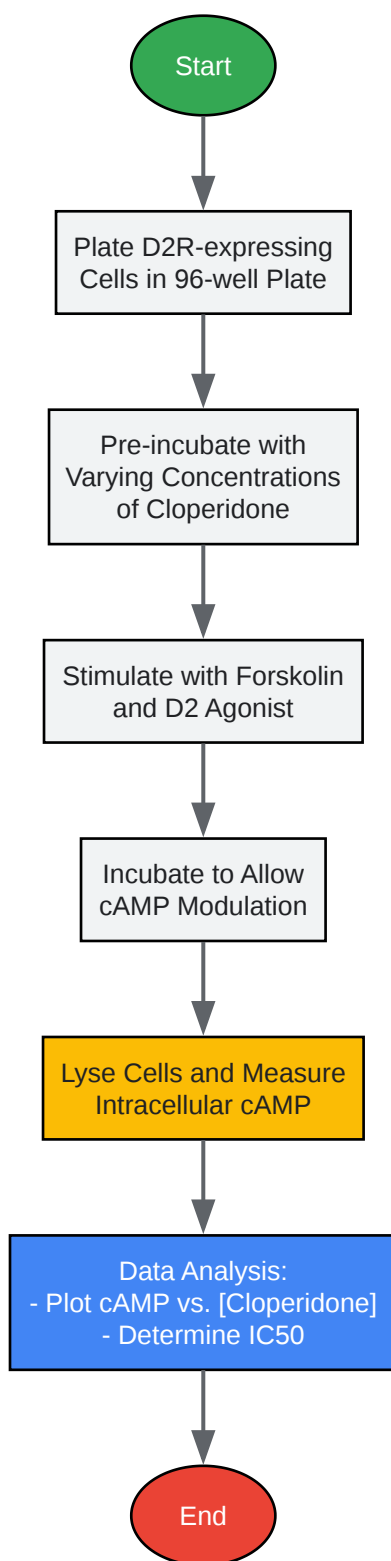 Start
Plate D2R-expressing
Cells in 96-well Plate
Pre-incubate with
Varying Concentrations
of Cloperidone
Stimulate with Forskolin
and D2 Agonist
Incubate to Allow
cAMP Modulation
Lyse Cells and Measure
Intracellular cAMP
Data Analysis:
- Plot cAMP vs. [Cloperidone]
- Determine IC50
End